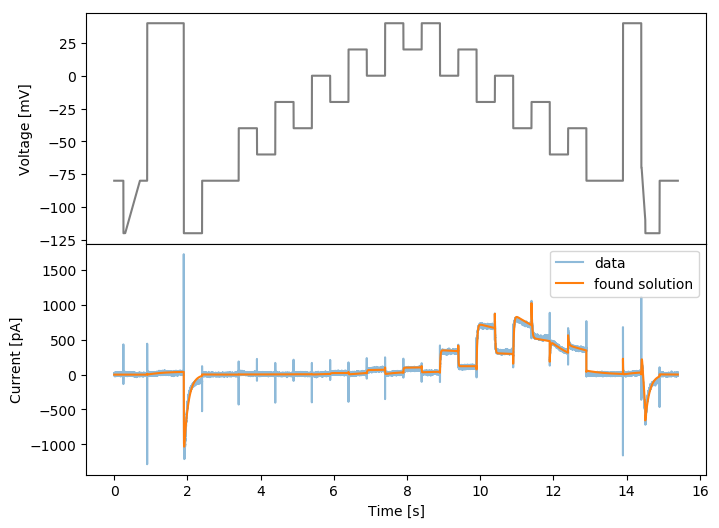 Voltage [mV]
25
0
−25
−50
−75
−100
−125
Current [pA]
1500
1000
500
0
−500
−1000
data
found solution
0 2 4 6 8 10 12 14 16
Time [s]